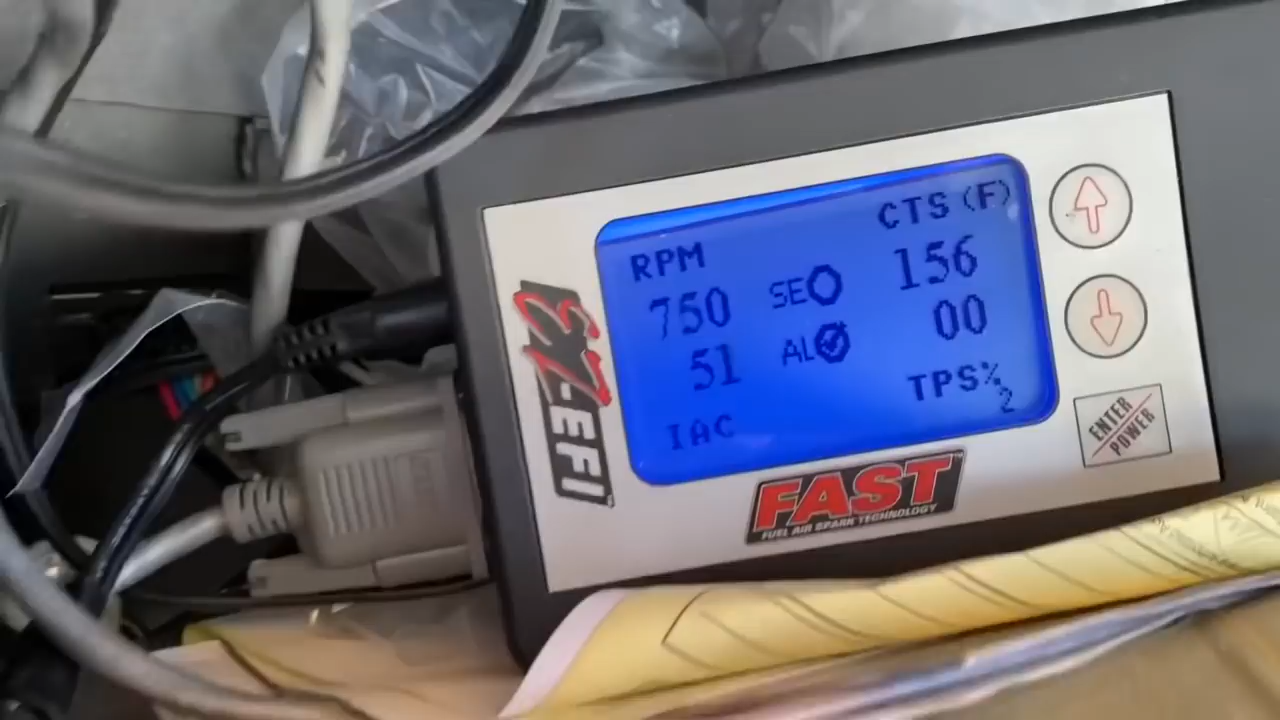 RPM
CTS (F)
750
SE
156
51
AL
00
IAC
TPS%
2
EZ-EFI
FAST™
FUEL AIR SPARK TECHNOLOGY
ENTER
POWER